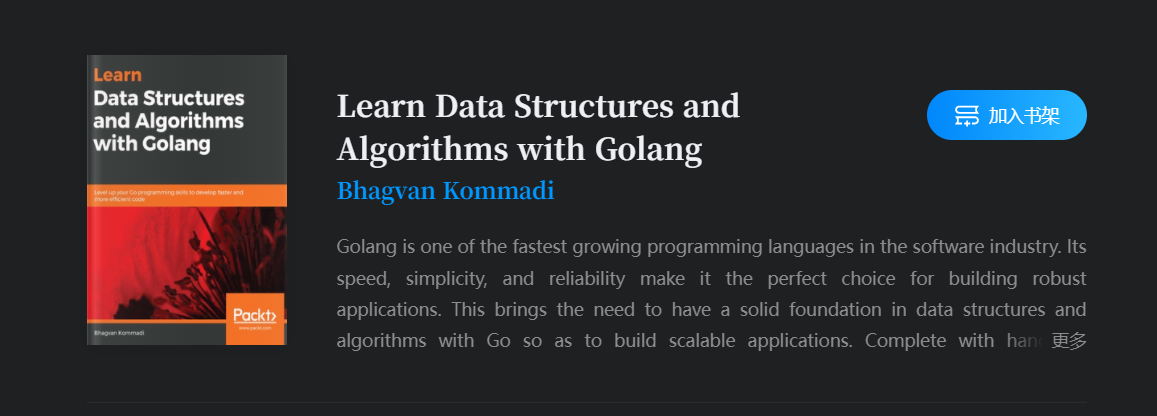 Learn
Data Structures
and Algorithms
with Golang
Level up your Go programming skills to develop faster and
more efficient code
Packt>
www.packt.com
Bhagvan Kommadi
Learn Data Structures and
Algorithms with Golang
Bhagvan Kommadi
加入书架
Golang is one of the fastest growing programming languages in the software industry. Its
speed, simplicity, and reliability make it the perfect choice for building robust
applications. This brings the need to have a solid foundation in data structures and
algorithms with Go so as to build scalable applications. Complete with han 更多